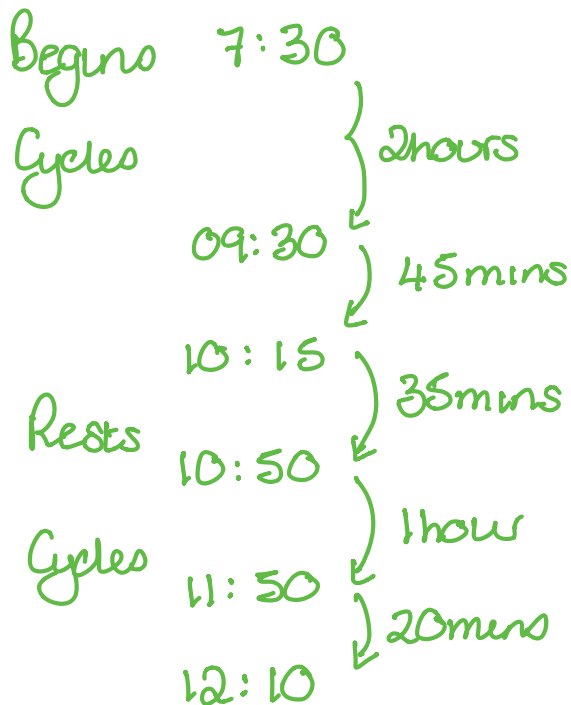 Begins 7:30
Cycles 2hours
09:30
45mins
10:15
35mins
Rests
10:50
1hour
Cycles
11:50
20mins
12:10